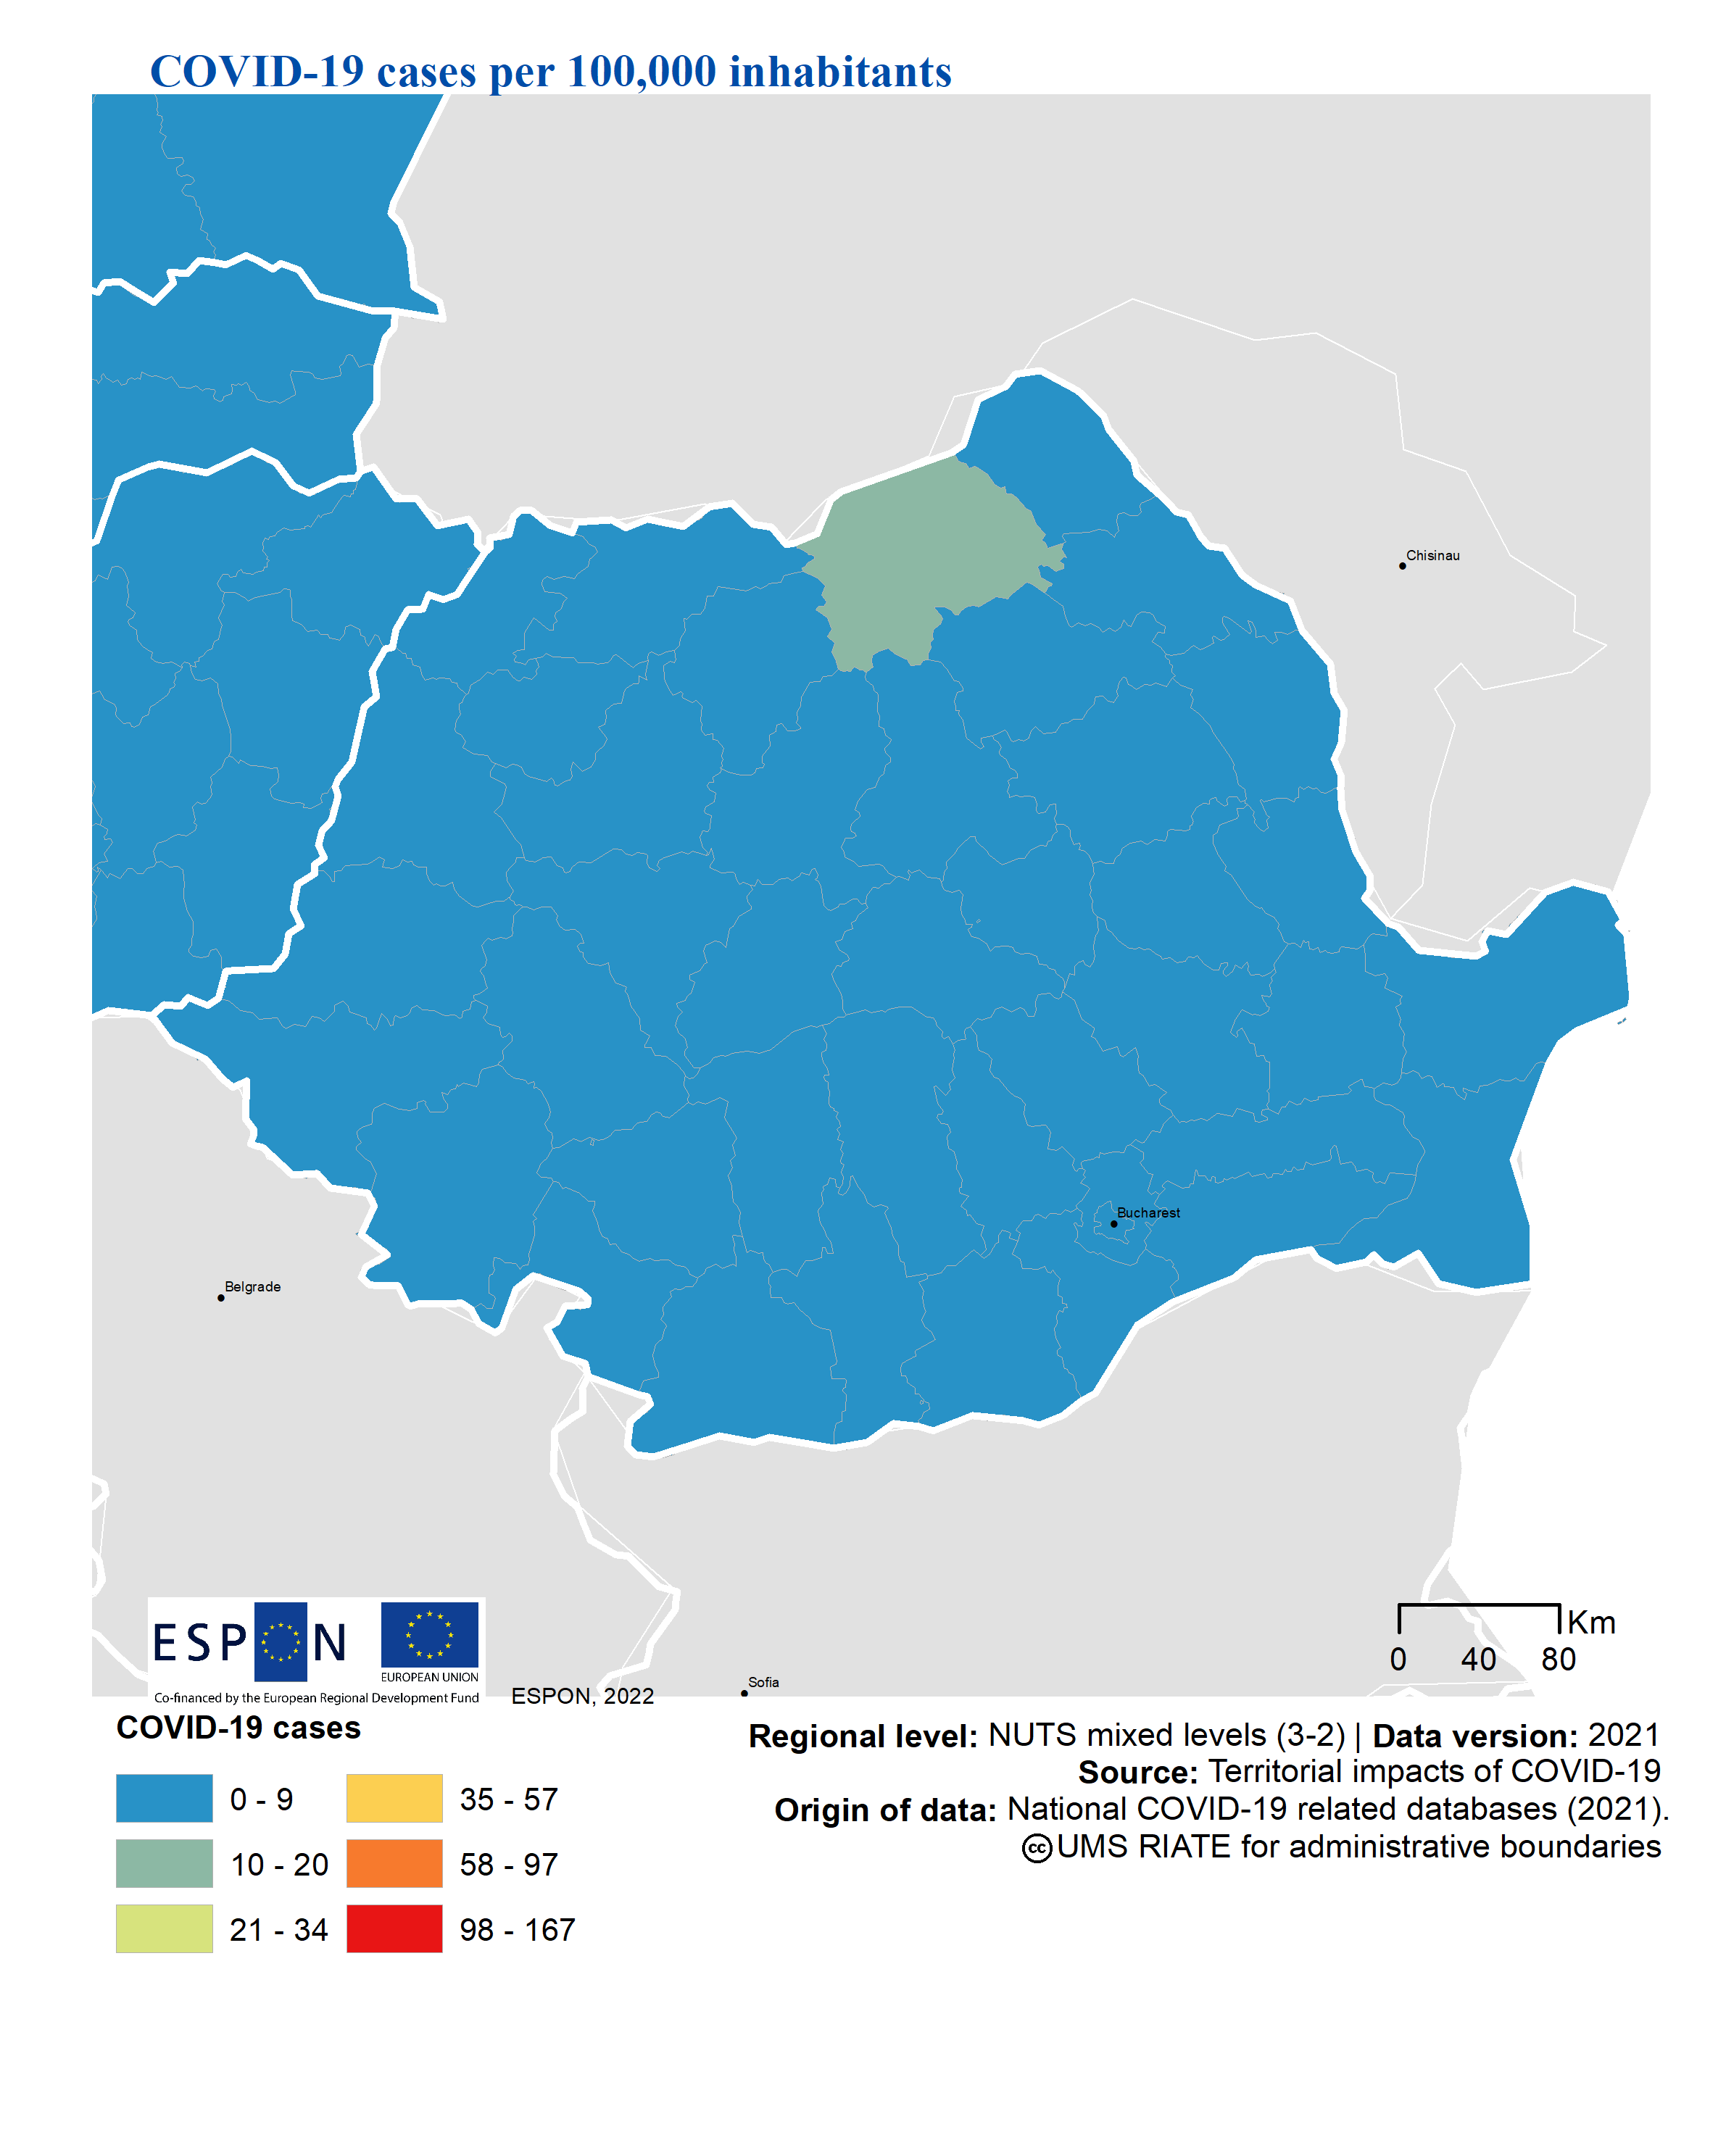 COVID-19 cases per 100,000 inhabitants
Chisinau
Bucharest
Belgrade
Sofia
Km
0 40 80
ESPON
EUROPEAN UNION
Co-financed by the European Regional Development Fund
ESPON, 2022
COVID-19 cases
0 - 9
10 - 20
21 - 34
35 - 57
58 - 97
98 - 167
Regional level: NUTS mixed levels (3-2) | Data version: 2021
Source: Territorial impacts of COVID-19
Origin of data: National COVID-19 related databases (2021).
cc UMS RIATE for administrative boundaries